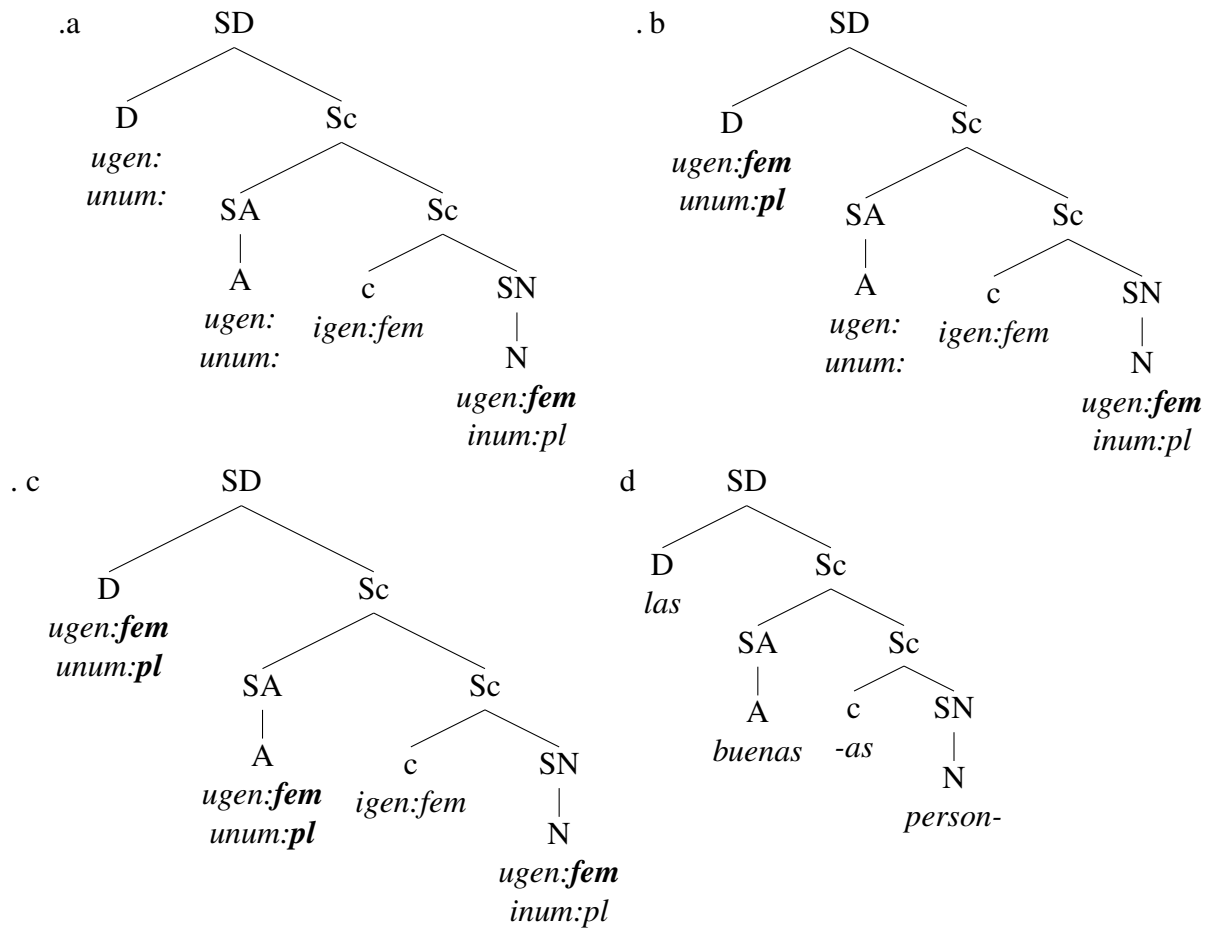 .a SD
D Sc
ugen:
unum:
SA Sc
A c SN
ugen: igen:fem
unum: N
ugen:fem
inum:pl
. b SD
D Sc
ugen:fem
unum:pl
SA Sc
A c SN
ugen: igen:fem
unum: N
ugen:fem
inum:pl
. c SD
D Sc
ugen:fem
unum:pl
SA Sc
A c SN
ugen:fem igen:fem
unum:pl N
ugen:fem
inum:pl
d SD
D Sc
las
SA Sc
A c SN
buenas -as
N
person-